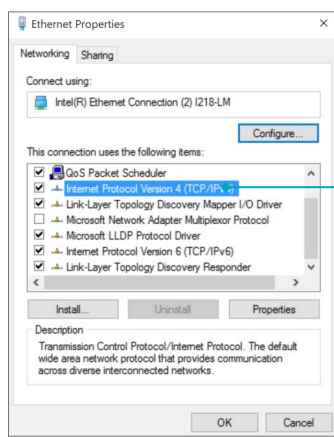 Ethernet Properties
Networking
Sharing
Connect using:
Intel(R) Ethernet Connection (2) I218-LM
Configure...
This connection uses the following items:
QoS Packet Scheduler
Internet Protocol Version 4 (TCP/IPv4)
Link-Layer Topology Discovery Mapper I/O Driver
Microsoft Network Adapter Multiplexor Protocol
Microsoft LLDP Protocol Driver
Internet Protocol Version 6 (TCP/IPv6)
Link-Layer Topology Discovery Responder
Install...
Uninstall
Properties
Description
Transmission Control Protocol/Internet Protocol. The default
wide area network protocol that provides communication
across diverse interconnected networks.
OK
Cancel